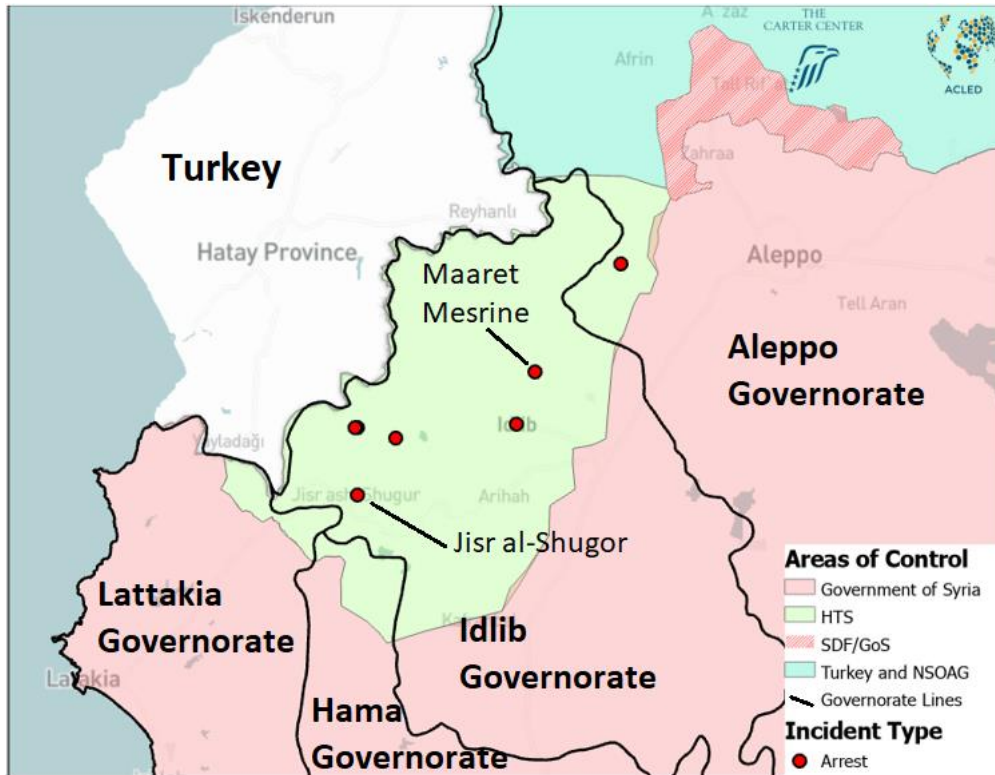 Iskenderun
A'zaz
THE
CARTER CENTER
Afrin
ACLED
Tall Rif'a
Turkey
Zahraa
Reyhanlı
Hatay Province
Aleppo
Maaret
Mesrine
Tell Aran
Aleppo
Governorate
Yayladağı
Idlib
Jisr ash Shugur
Arihah
Jisr al-Shugor
Lattakia
Governorate
Idlib
Governorate
Latakia
Hama
Governorate
Areas of Control
Government of Syria
HTS
SDF/GoS
Turkey and NSOAG
Governorate Lines
Incident Type
Arrest